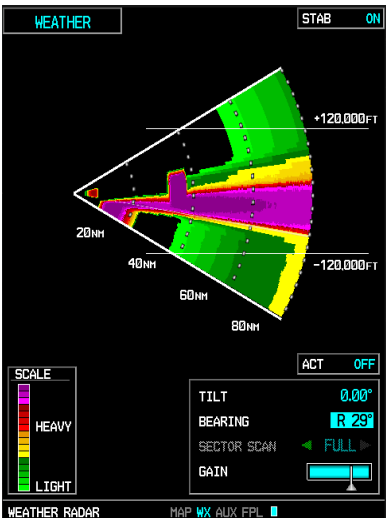 WEATHER
STAB ON
+120,000FT
20NM
40NM
-120,000FT
60NM
80NM
ACT OFF
SCALE
HEAVY
LIGHT
TILT 0.00°
BEARING R 29°
SECTOR SCAN FULL
GAIN
WEATHER RADAR MAP WX AUX FPL